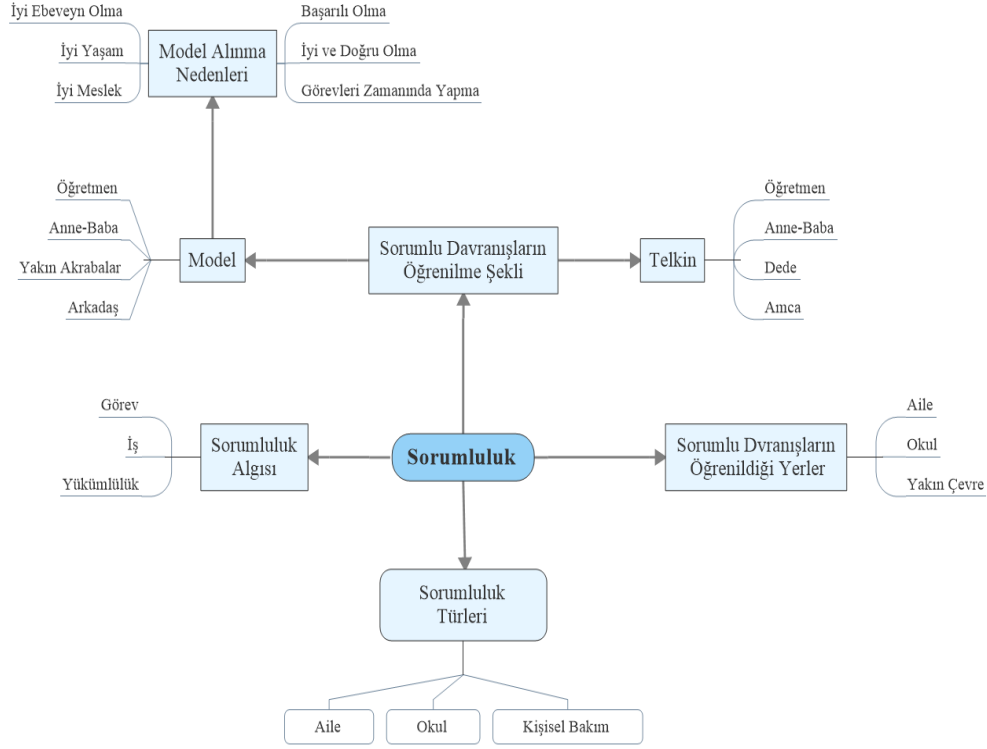 İyi Ebeveyn Olma
İyi Yaşam
İyi Meslek
Model Alınma
Nedenleri
Başarılı Olma
İyi ve Doğru Olma
Görevleri Zamanında Yapma
Öğretmen
Anne-Baba
Yakın Akrabalar
Arkadaş
Model
Sorumlu Davranışların
Öğrenilme Şekli
Telkin
Öğretmen
Anne-Baba
Dede
Amca
Görev
İş
Yükümlülük
Sorumluluk
Algısı
Sorumluluk
Sorumlu Dvranışların
Öğrenildiği Yerler
Aile
Okul
Yakın Çevre
Sorumluluk
Türleri
Aile
Okul
Kişisel Bakım